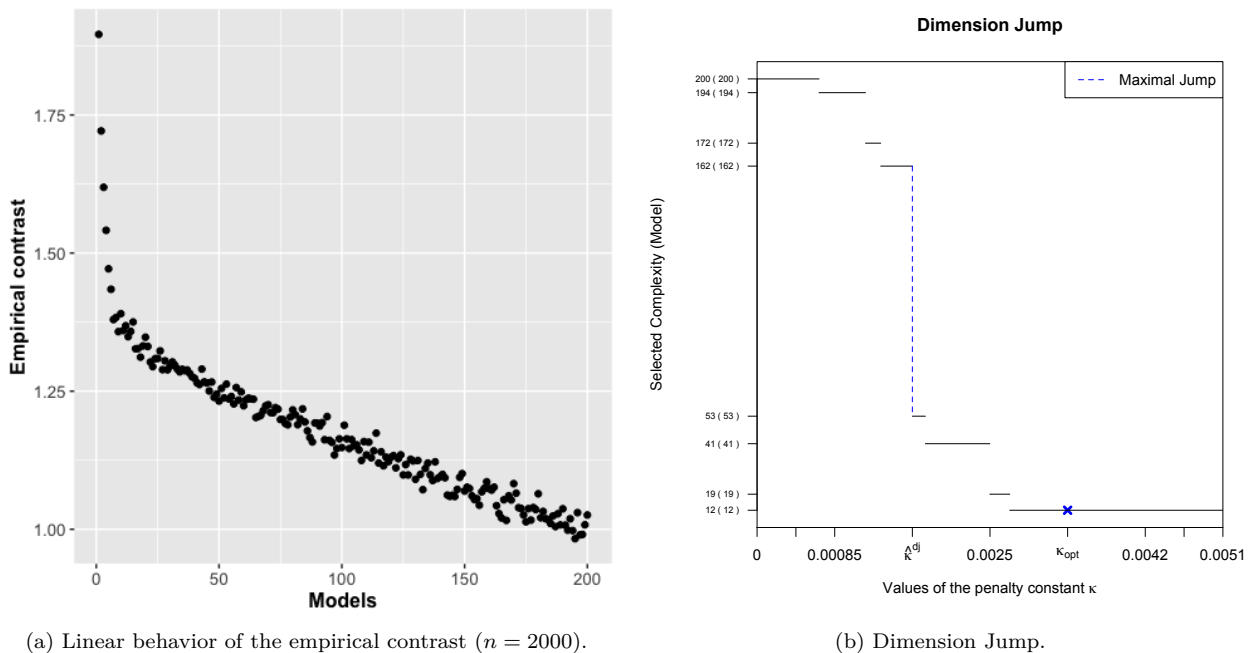 Empirical contrast
1.75
1.50
1.25
1.00
0 50 100 150 200
Models
(a) Linear behavior of the empirical contrast (n = 2000).
Dimension Jump
Maximal Jump
Selected Complexity (Model)
200 ( 200 )
194 ( 194 )
172 ( 172 )
162 ( 162 )
53 ( 53 )
41 ( 41 )
19 ( 19 )
12 ( 12 )
0 0.00085 κ̂^dj 0.0025 κ_opt 0.0042 0.0051
Values of the penalty constant κ
(b) Dimension Jump.